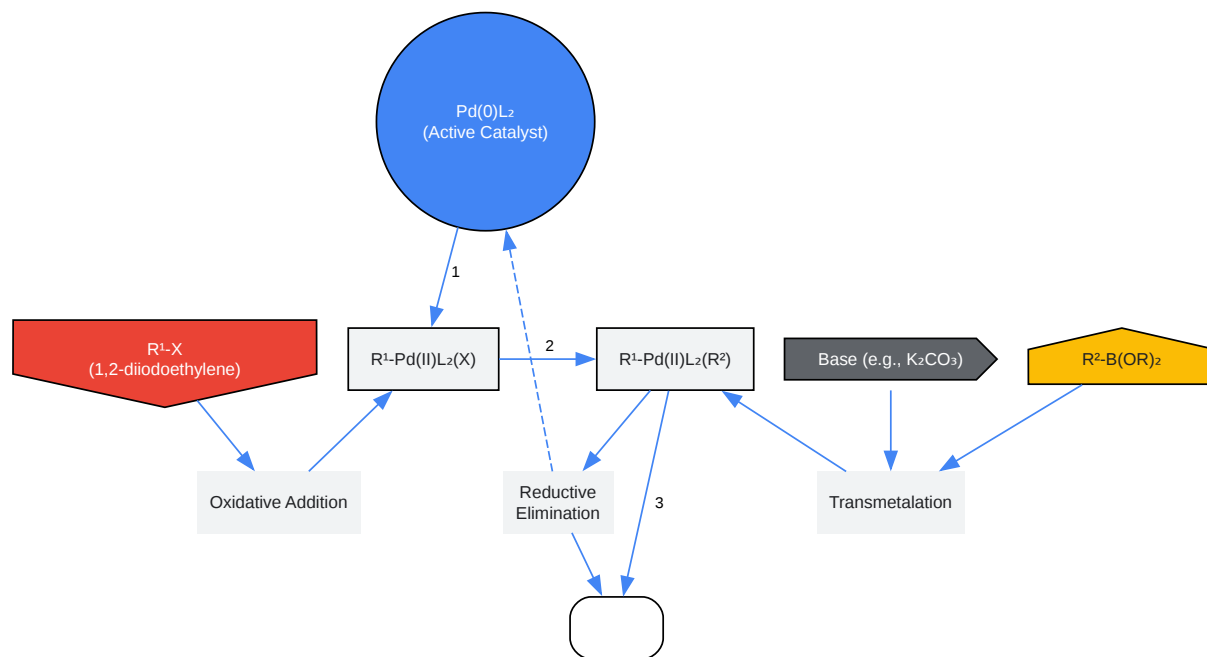 Pd(0)L₂
(Active Catalyst)
1
R¹-X
(1,2-diiodoethylene)
R¹-Pd(II)L₂(X)
2
R¹-Pd(II)L₂(R²)
Base (e.g., K₂CO₃)
R²-B(OR)₂
Oxidative Addition
Reductive
Elimination
3
Transmetalation